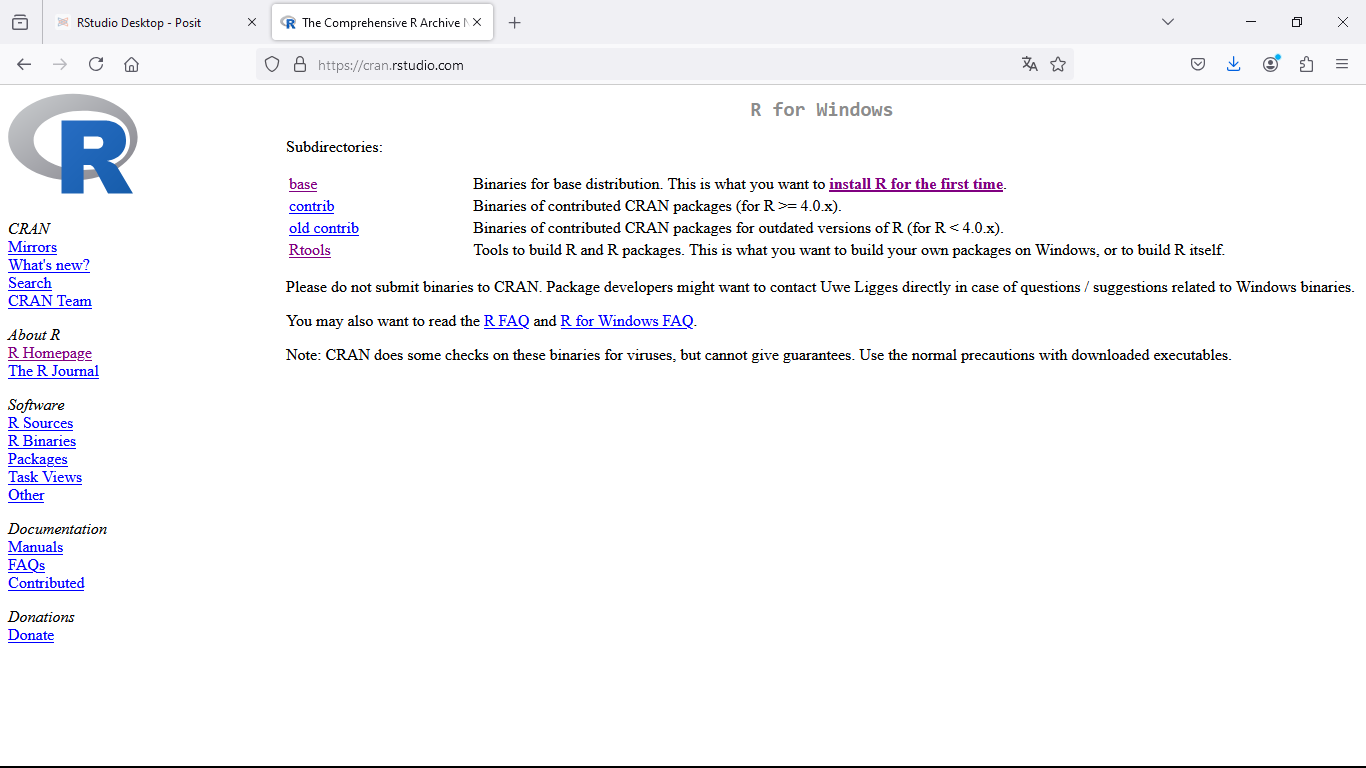 RStudio Desktop - Posit
The Comprehensive R Archive N
https://cran.rstudio.com
R
R for Windows
Subdirectories:
base Binaries for base distribution. This is what you want to install R for the first time.
contrib Binaries of contributed CRAN packages (for R >= 4.0.x).
old contrib Binaries of contributed CRAN packages for outdated versions of R (for R < 4.0.x).
Rtools Tools to build R and R packages. This is what you want to build your own packages on Windows, or to build R itself.
Please do not submit binaries to CRAN. Package developers might want to contact Uwe Ligges directly in case of questions / suggestions related to Windows binaries.
You may also want to read the R FAQ and R for Windows FAQ.
Note: CRAN does some checks on these binaries for viruses, but cannot give guarantees. Use the normal precautions with downloaded executables.
CRAN
Mirrors
What's new?
Search
CRAN Team
About R
R Homepage
The R Journal
Software
R Sources
R Binaries
Packages
Task Views
Other
Documentation
Manuals
FAQs
Contributed
Donations
Donate